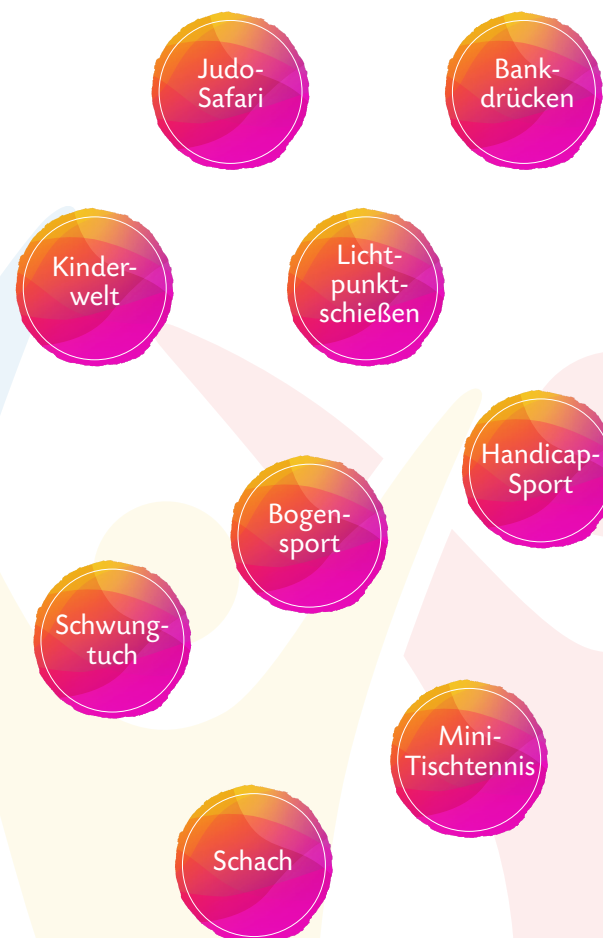 Judo-
Safari
Bank-
drücken
Kinder-
welt
Licht-
punkt-
schießen
Handicap-
Sport
Bogen-
sport
Schwung-
tuch
Mini-
Tischtennis
Schach